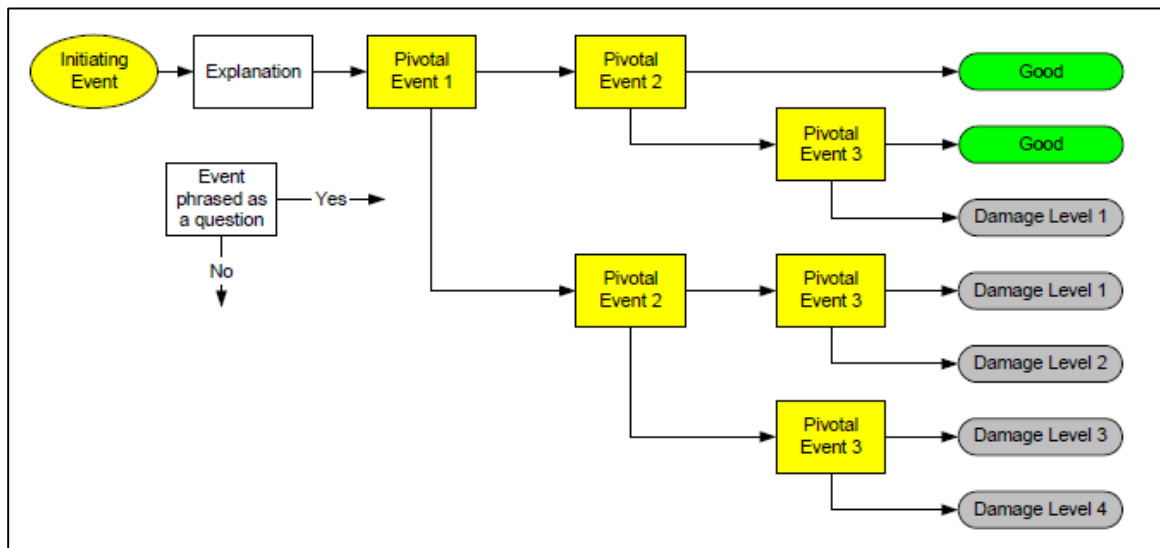 Initiating
Event
Explanation
Pivotal
Event 1
Pivotal
Event 2
Good
Pivotal
Event 3
Good
Event
phrased as
a question
Yes
No
Damage Level 1
Pivotal
Event 2
Pivotal
Event 3
Damage Level 1
Damage Level 2
Pivotal
Event 3
Damage Level 3
Damage Level 4